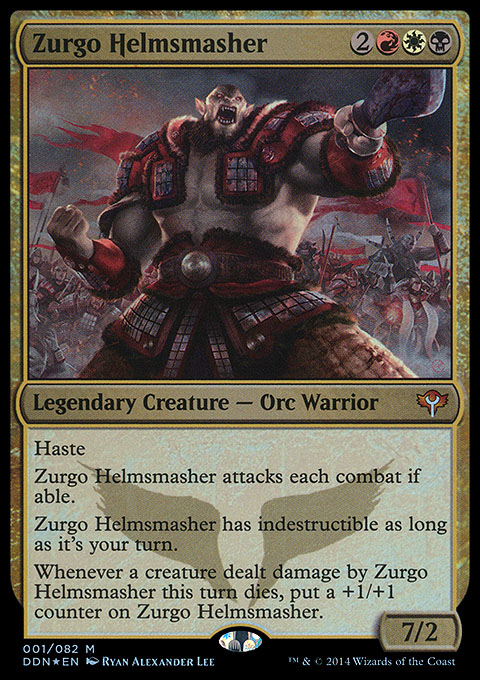 Zurgo Helmsmasher 2
Legendary Creature — Orc Warrior
Haste
Zurgo Helmsmasher attacks each combat if
able.
Zurgo Helmsmasher has indestructible as long
as it's your turn.
Whenever a creature dealt damage by Zurgo
Helmsmasher this turn dies, put a +1/+1
counter on Zurgo Helmsmasher.
7/2
001/082 M
DDN★EN Ryan Alexander Lee
™ & © 2014 Wizards of the Coast